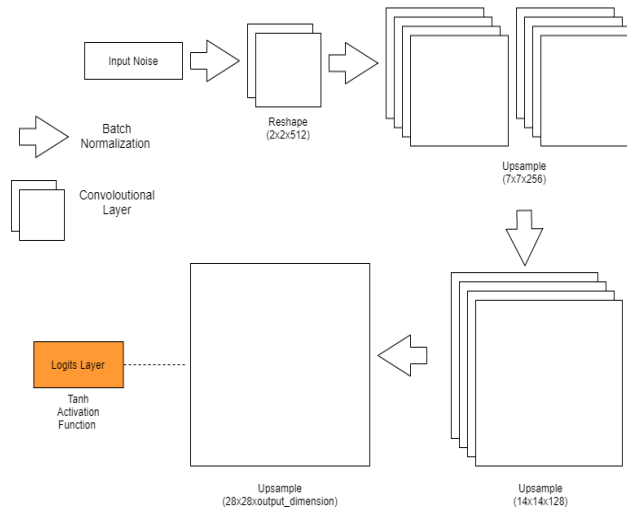 Input Noise
Reshape
(2x2x512)
Upsample
(7x7x256)
Batch
Normalization
Convoloutional
Layer
Logits Layer
Tanh
Activation
Function
Upsample
(28x28xoutput_dimension)
Upsample
(14x14x128)